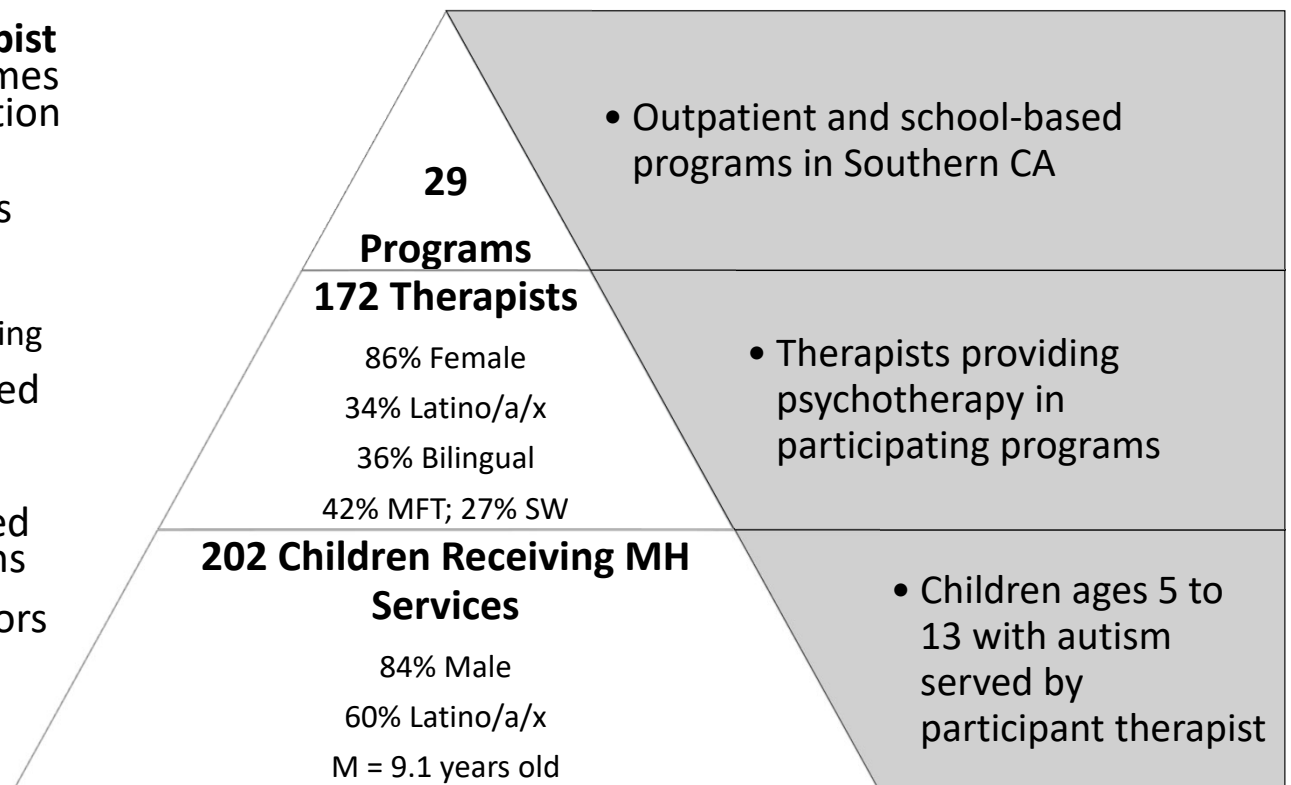 pist
mes
tion
s
ing
ed
ed
ns
ors
29
Programs
• Outpatient and school-based
programs in Southern CA
172 Therapists
86% Female
34% Latino/a/x
36% Bilingual
42% MFT; 27% SW
• Therapists providing
psychotherapy in
participating programs
202 Children Receiving MH
Services
84% Male
60% Latino/a/x
M = 9.1 years old
• Children ages 5 to
13 with autism
served by
participant therapist